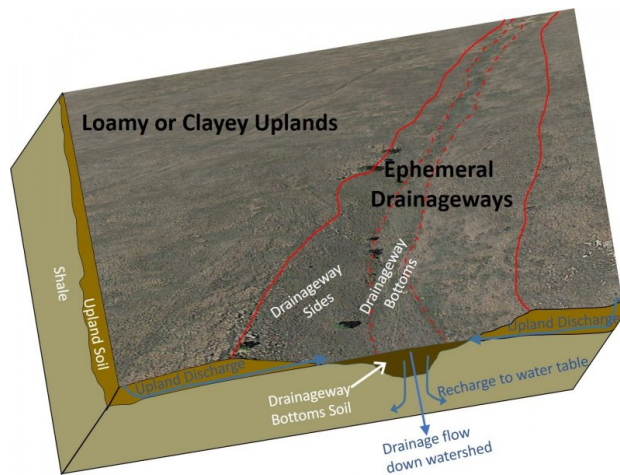 Loamy or Clayey Uplands
Ephemeral
Drainageways
Shale
Upland Soil
Drainageway
Sides
Drainageway
Bottoms
Upland Discharge
Upland Discharge
Drainageway
Bottoms Soil
Recharge to water table
Drainage flow
down watershed